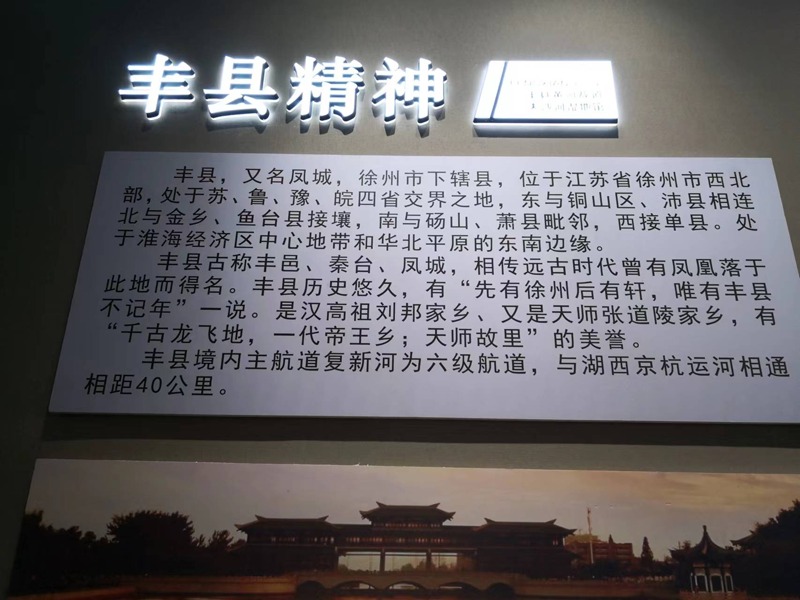 丰县精神
丰县，又名凤城，徐州市下辖县，位于江苏省徐州市西北
部，处于苏、鲁、豫、皖四省交界之地，东与铜山区、沛县相连
北与金乡、鱼台县接壤，南与砀山、萧县毗邻，西接单县。处
于淮海经济区中心地带和华北平原的东南边缘。
丰县古称丰邑、秦台、凤城，相传远古时代曾有凤凰落于
此地而得名。丰县历史悠久，有“先有徐州后有轩，唯有丰县
不记年”一说。是汉高祖刘邦家乡、又是天师张道陵家乡，有
“千古龙飞地，一代帝王乡；天师故里”的美誉。
丰县境内主航道复新河为六级航道，与湖西京杭运河相通
相距40公里。